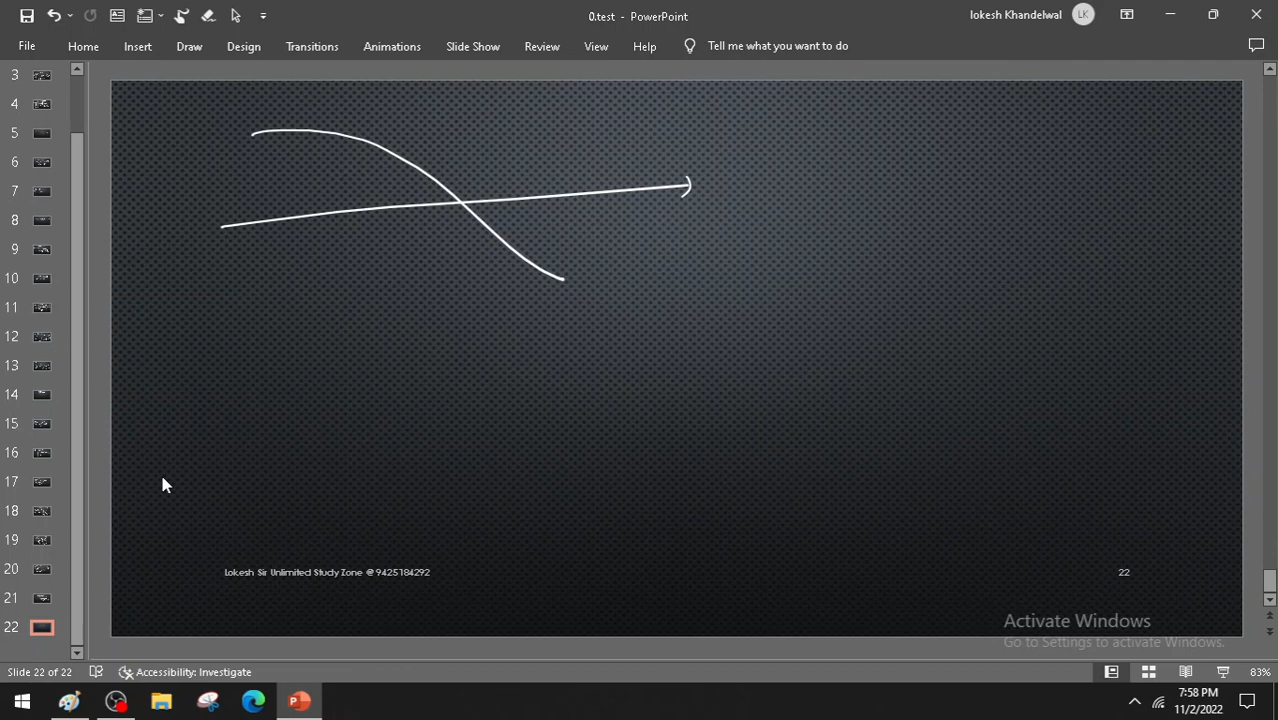 0.test - PowerPoint
lokesh Khandelwal
LK
File Home Insert Draw Design Transitions Animations Slide Show Review View Help Tell me what you want to do
3
4
5
6
7
8
9
10
11
12
13
14
15
16
17
18
19
20
21
22
Lokesh Sir Unlimited Study Zone @ 9425184292
22
Activate Windows
Go to Settings to activate Windows.
Slide 22 of 22
Accessibility: Investigate
83%
7:58 PM
11/2/2022